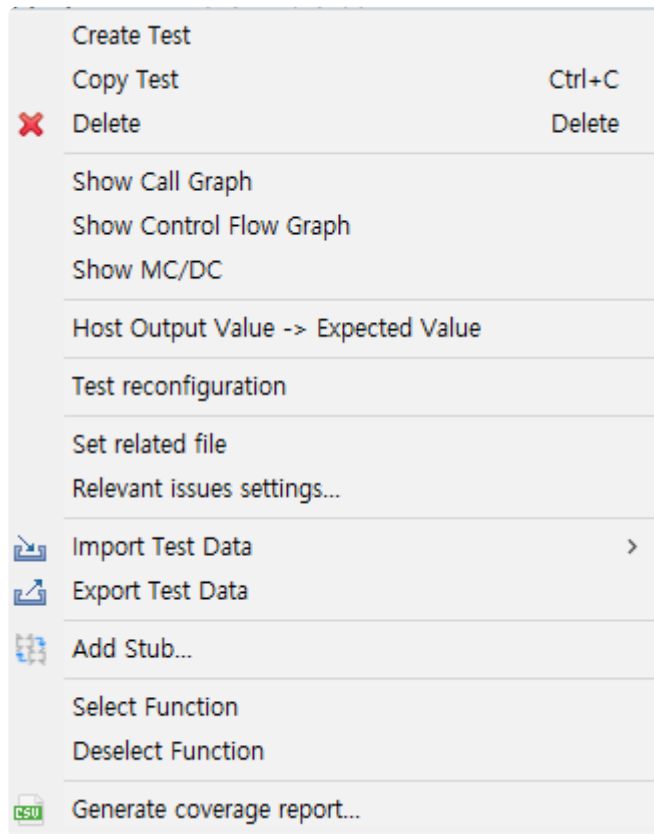 Create Test
Copy Test Ctrl+C
Delete Delete
Show Call Graph
Show Control Flow Graph
Show MC/DC
Host Output Value -> Expected Value
Test reconfiguration
Set related file
Relevant issues settings...
Import Test Data >
Export Test Data
Add Stub...
Select Function
Deselect Function
CSV Generate coverage report...